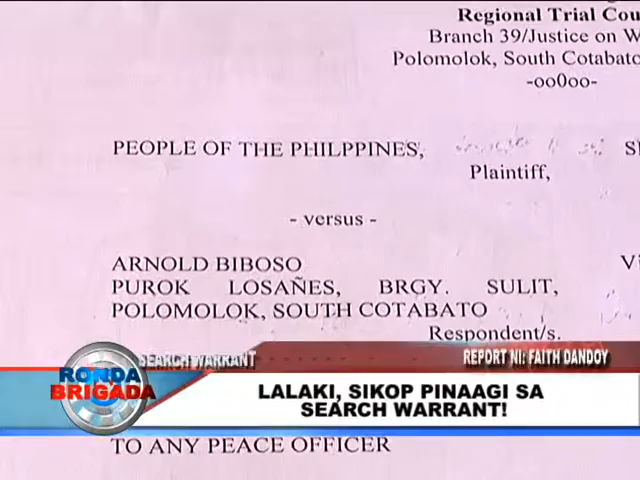 Regional Trial Cou
Branch 39/Justice on W
Polomolok, South Cotabato
-oo0oo-
PEOPLE OF THE PHILPPINES,
Plaintiff,
- versus -
ARNOLD BIBOSO
PUROK LOSAÑES, BRGY. SULIT,
POLOMOLOK, SOUTH COTABATO
Respondent/s.
SEARCH WARRANT
REPORT NI: FAITH DANDOY
RONDA
BRIGADA
LALAKI, SIKOP PINAAGI SA
SEARCH WARRANT!
TO ANY PEACE OFFICER